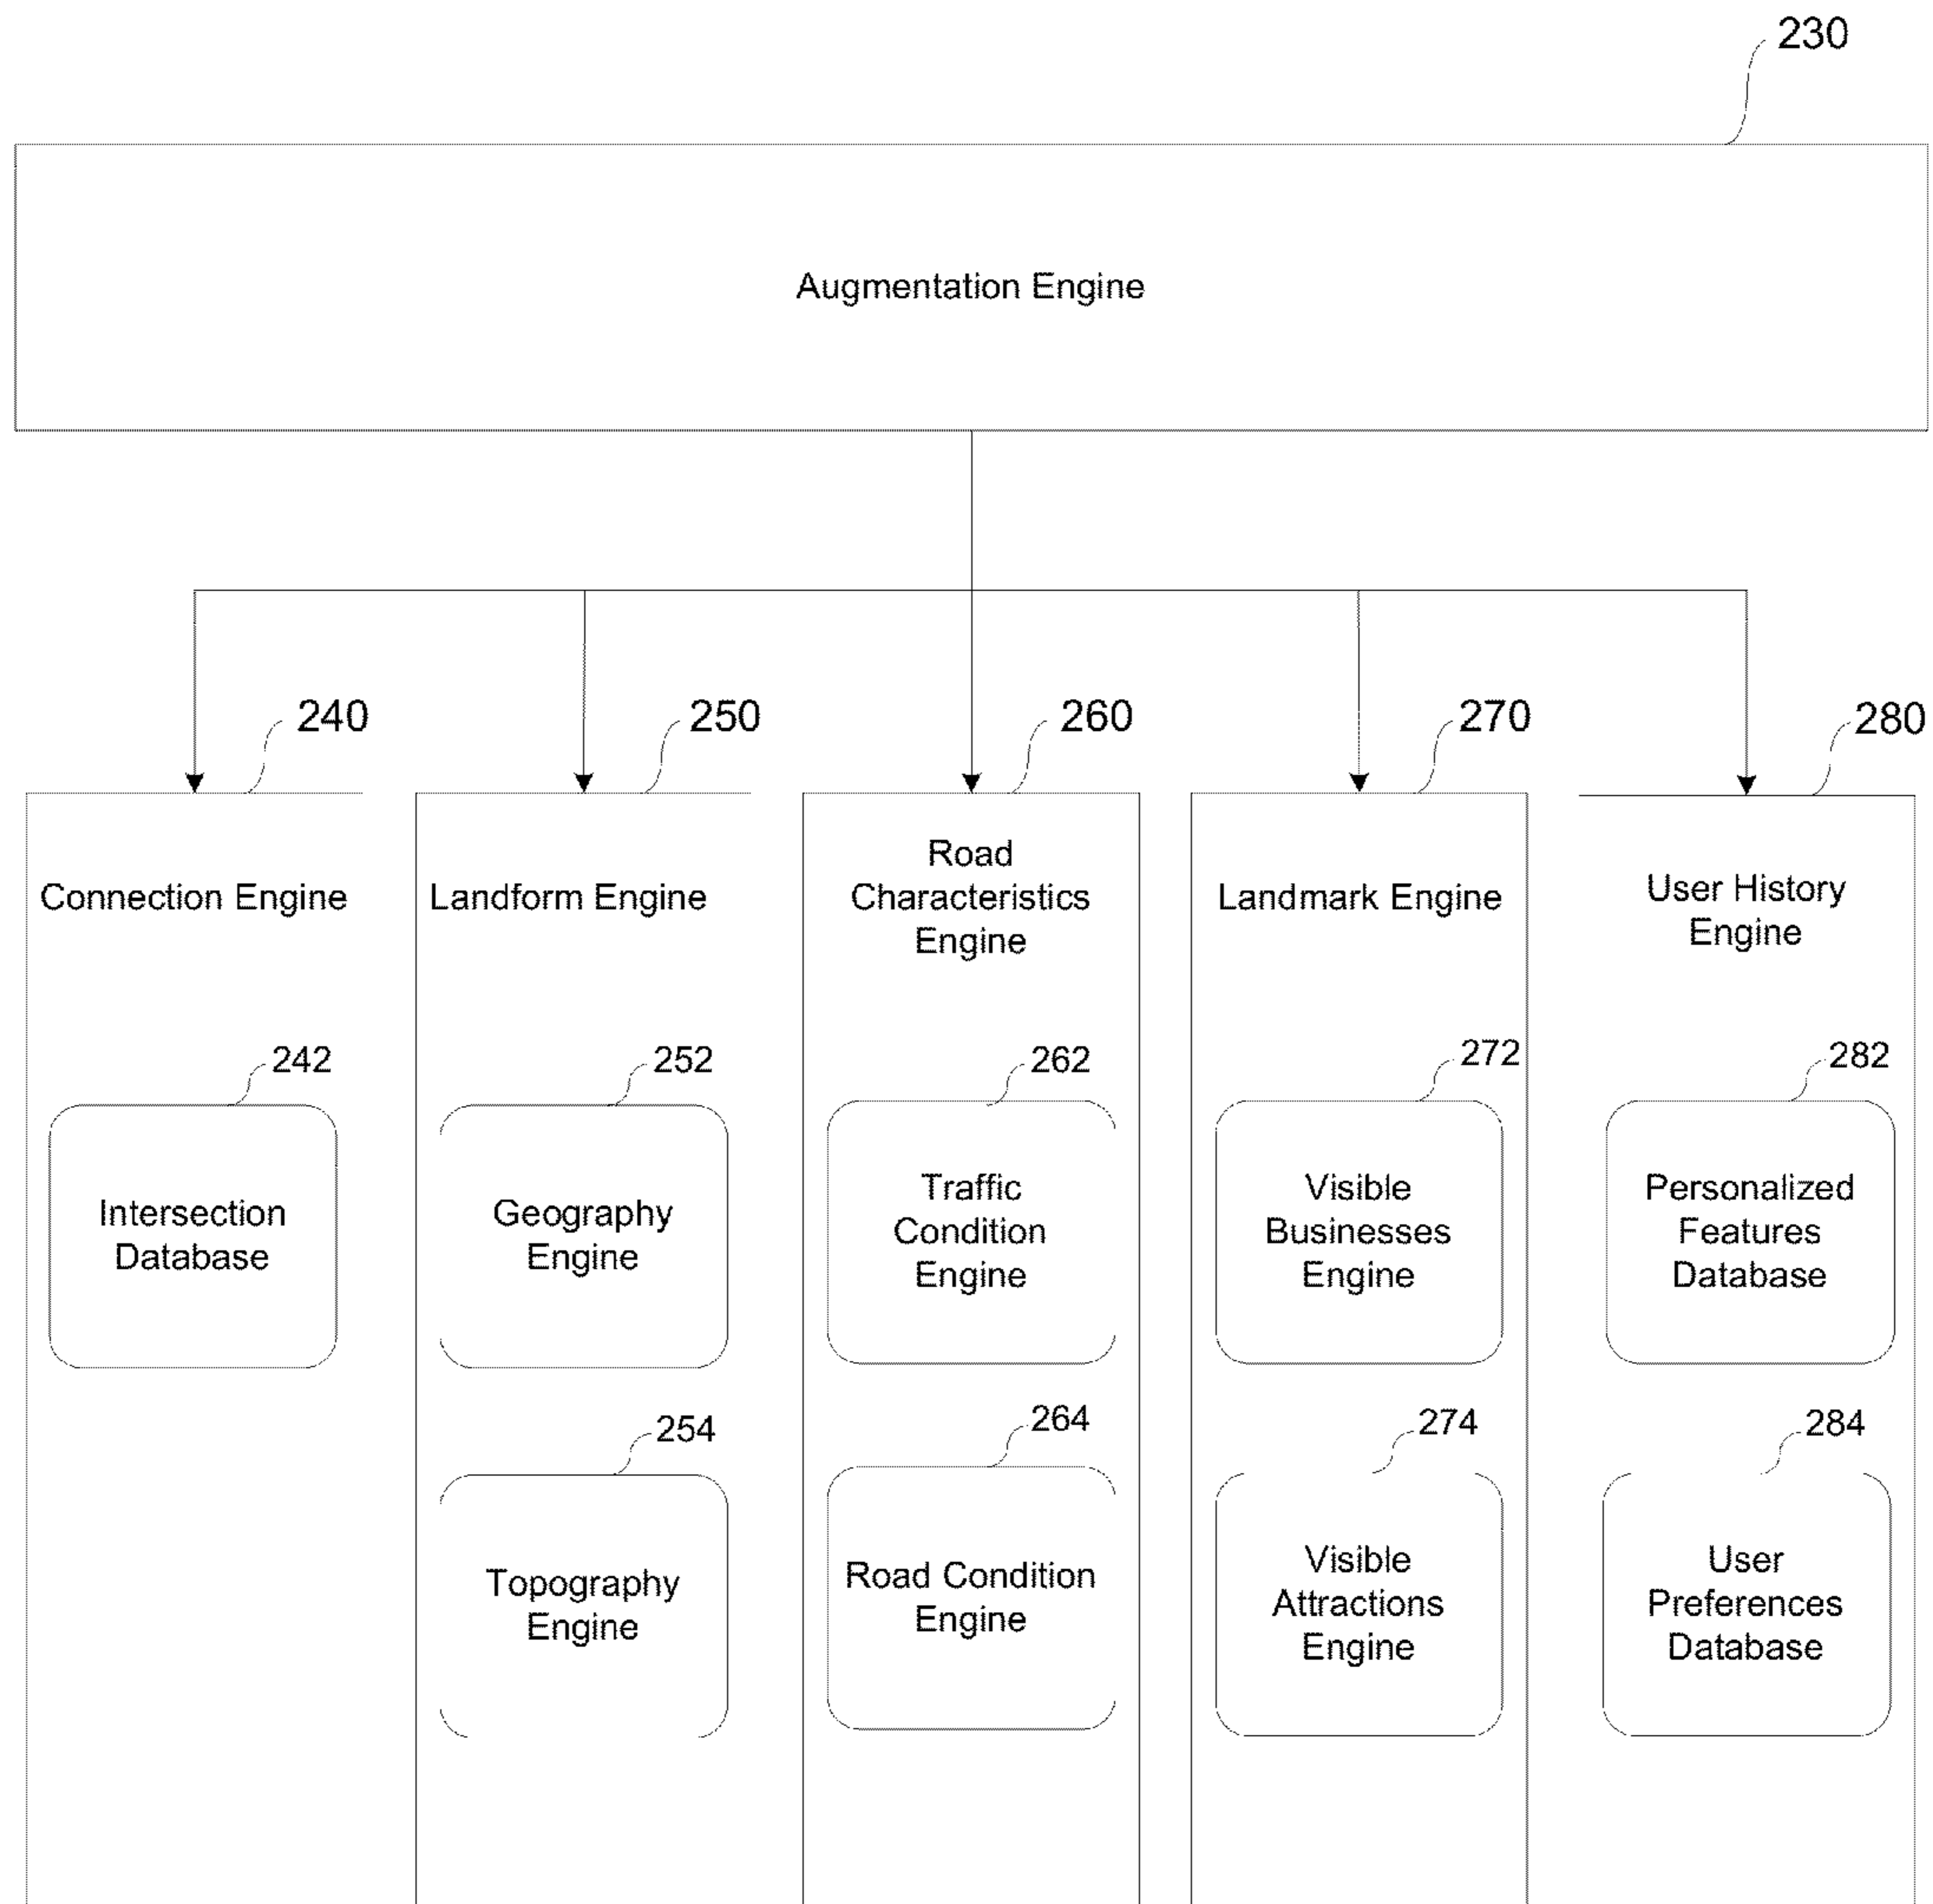 230
Augmentation Engine
240
250
260
270
280
Connection Engine
Landform Engine
Road
Characteristics
Engine
Landmark Engine
User History
Engine
242
252
262
272
282
Intersection
Database
Geography
Engine
Traffic
Condition
Engine
Visible
Businesses
Engine
Personalized
Features
Database
254
264
274
284
Topography
Engine
Road Condition
Engine
Visible
Attractions
Engine
User
Preferences
Database